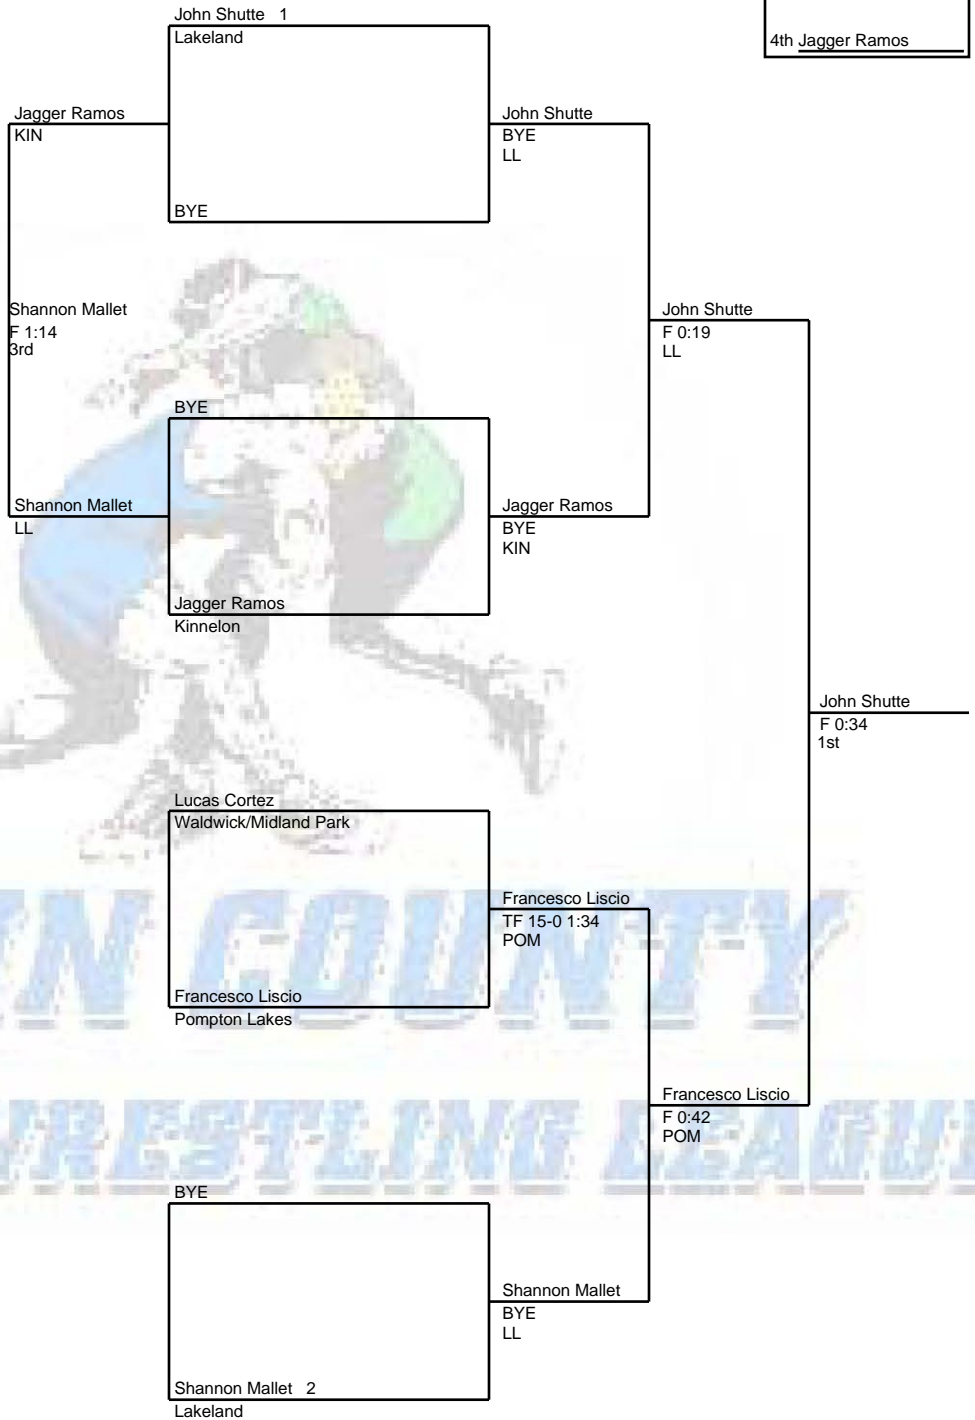 John Shutte 1
Lakeland
4th Jagger Ramos
Jagger Ramos
KIN
John Shutte
BYE
LL
BYE
Shannon Mallet
F 1:14
3rd
John Shutte
F 0:19
LL
BYE
Shannon Mallet
LL
Jagger Ramos
BYE
KIN
Jagger Ramos
Kinnelon
John Shutte
F 0:34
1st
Lucas Cortez
Waldwick/Midland Park
Francesco Liscio
TF 15-0 1:34
POM
N COUNTY
Francesco Liscio
Pompton Lakes
Francesco Liscio
F 0:42
POM
WRESTLING LEAGUE
BYE
Shannon Mallet
BYE
LL
Shannon Mallet 2
Lakeland